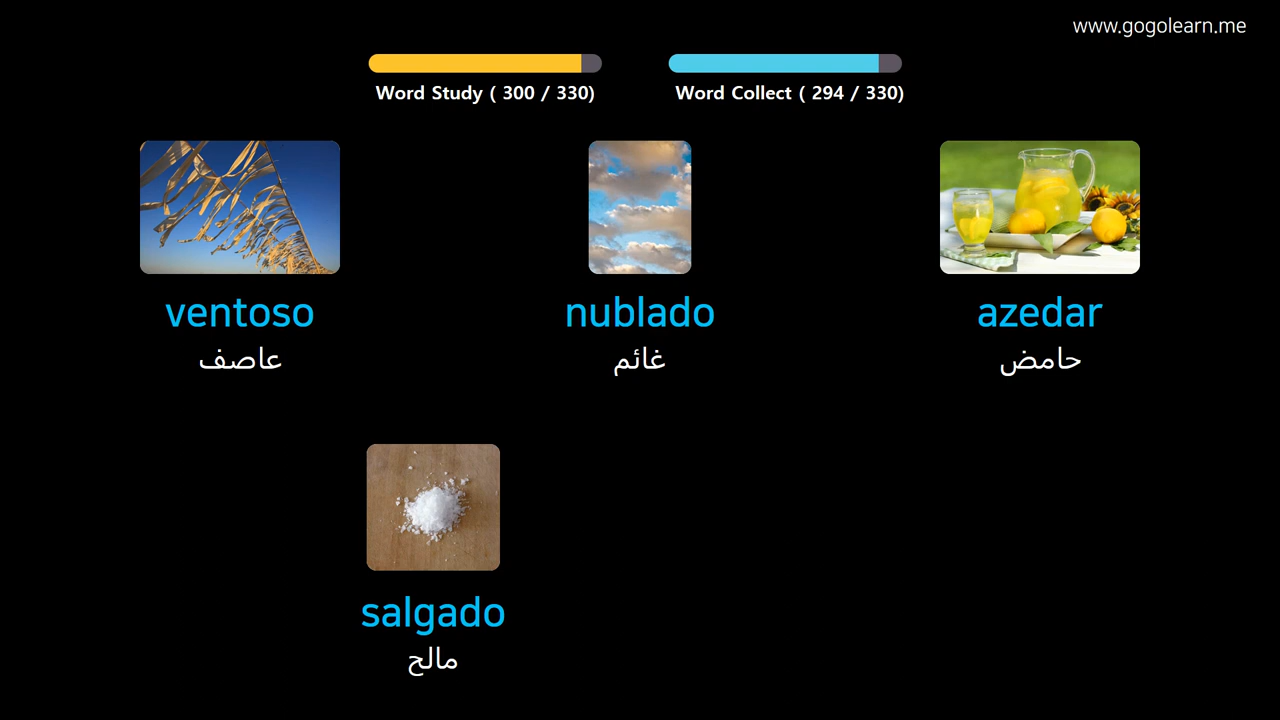 www.gogolearn.me
Word Study ( 300 / 330)
Word Collect ( 294 / 330)
ventoso
عاصف
nublado
غائم
azedar
حامض
salgado
مالح